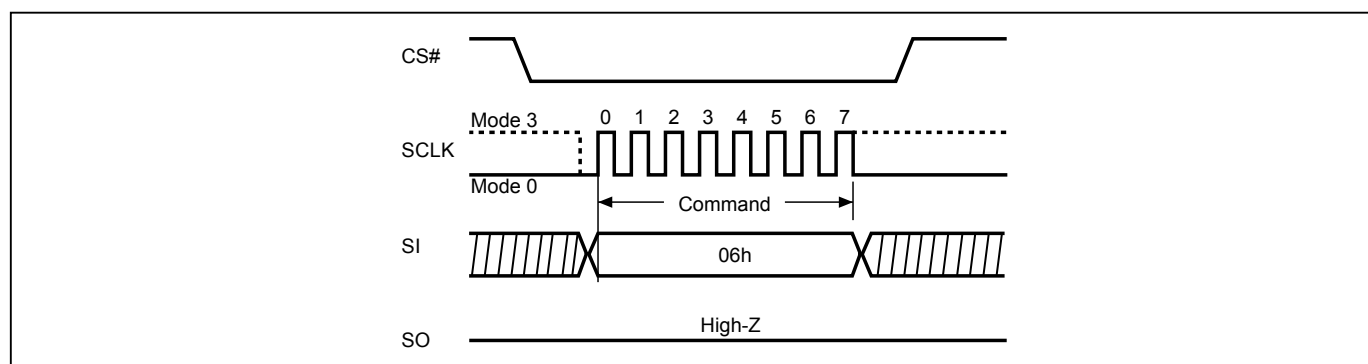 CS#
Mode 3
0 1 2 3 4 5 6 7
SCLK
Mode 0
Command
SI
06h
High-Z
SO